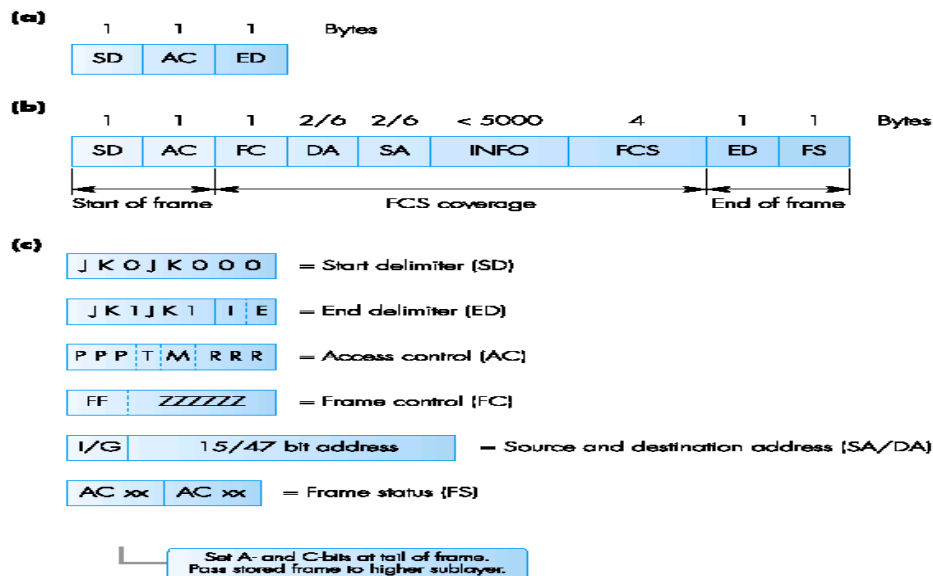 (a)
1 1 1 Bytes
SD AC ED
(b)
1 1 1 2/6 2/6 < 5000 4 1 1 Bytes
SD AC FC DA SA INFO FCS ED FS
Start of frame FCS coverage End of frame
(c)
J K 0 J K 0 0 0 = Start delimiter (SD)
J K 1 J K 1 I E = End delimiter (ED)
P P P T M R R R = Access control (AC)
FF ZZZZZZ = Frame control (FC)
I/G 15/47 bit address = Source and destination address (SA/DA)
AC xx AC xx = Frame status (FS)
Set A- and C-bits at tail of frame.
Pass stored frame to higher sublayer.